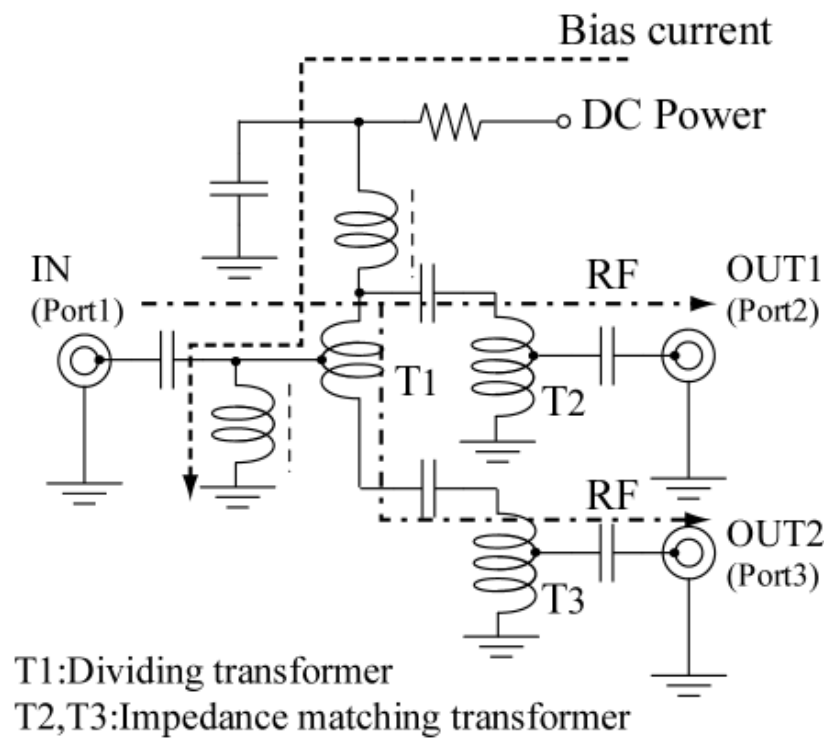 Bias current
DC Power
IN
(Port1)
RF
OUT1
(Port2)
T1
T2
RF
OUT2
(Port3)
T3
T1:Dividing transformer
T2,T3:Impedance matching transformer